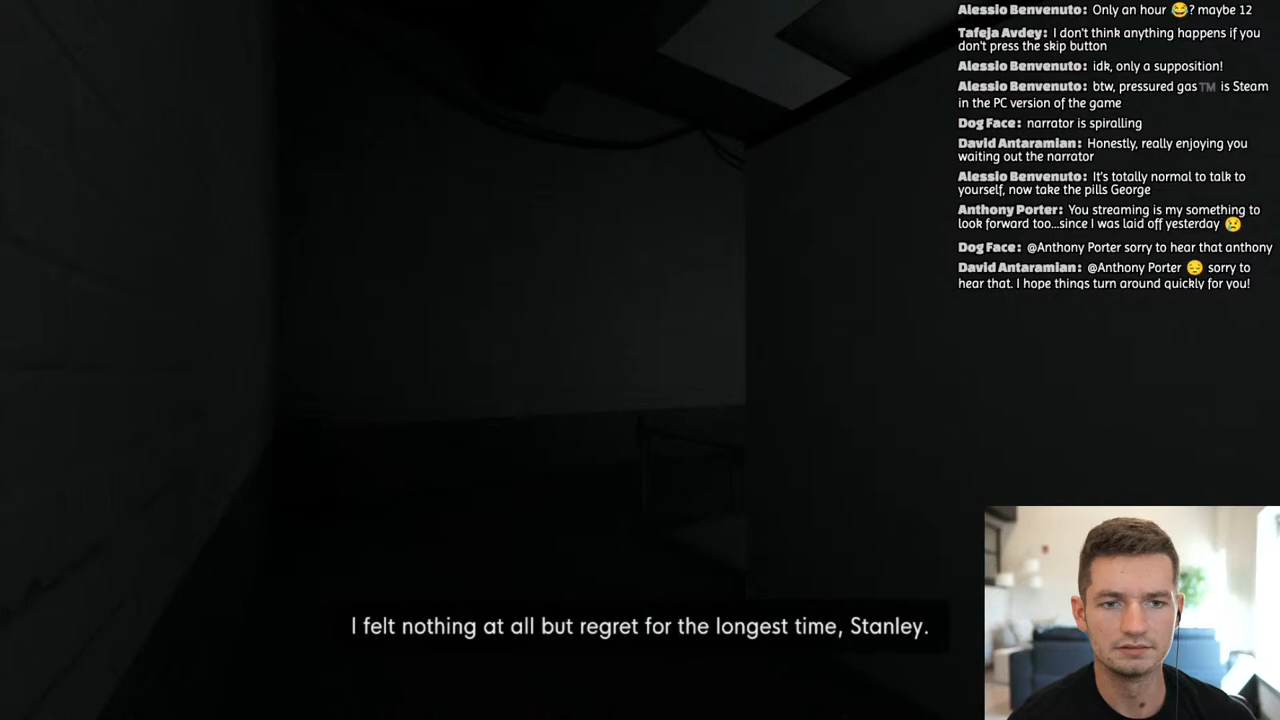 Alessio Benvenuto: Only an hour 😂? maybe 12
Tafeja Avdey: I don't think anything happens if you
don't press the skip button
Alessio Benvenuto: idk, only a supposition!
Alessio Benvenuto: btw, pressured gas™️ is Steam
in the PC version of the game
Dog Face: narrator is spiralling
David Antaramian: Honestly, really enjoying you
waiting out the narrator
Alessio Benvenuto: It's totally normal to talk to
yourself, now take the pills George
Anthony Porter: You streaming is my something to
look forward too...since I was laid off yesterday 😢
Dog Face: @Anthony Porter sorry to hear that anthony
David Antaramian: @Anthony Porter 😔 sorry to
hear that. I hope things turn around quickly for you!
I felt nothing at all but regret for the longest time, Stanley.